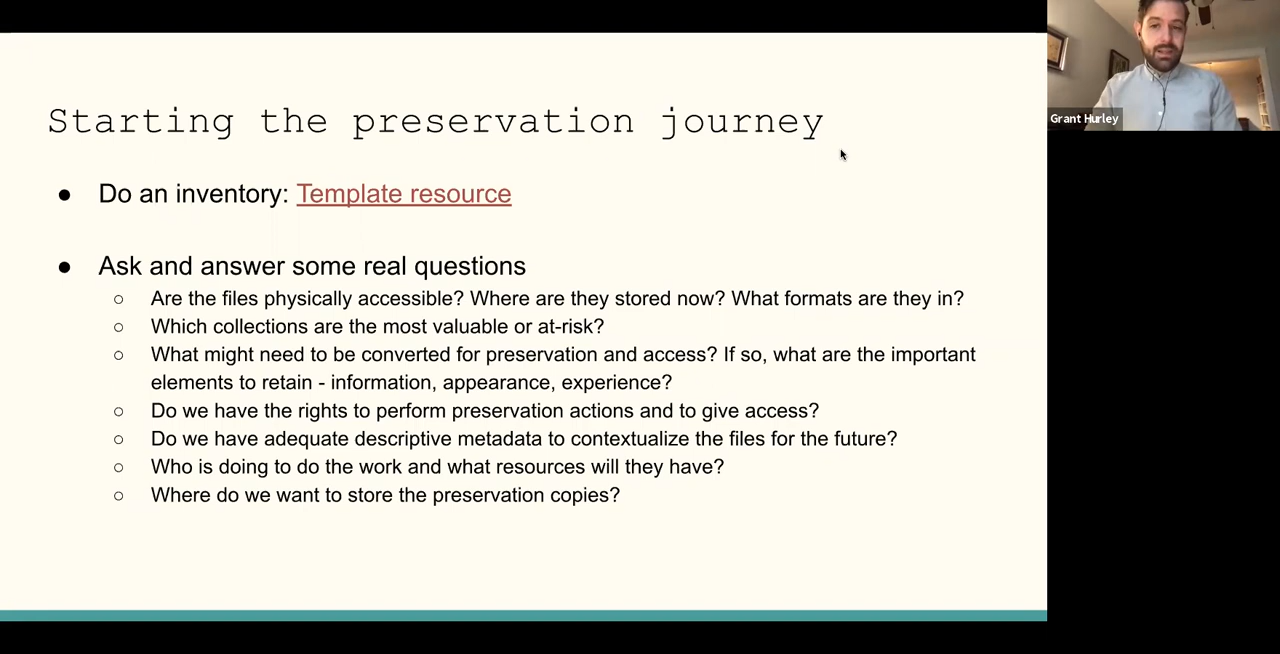 Starting the preservation journey
● Do an inventory: Template resource
● Ask and answer some real questions
○ Are the files physically accessible? Where are they stored now? What formats are they in?
○ Which collections are the most valuable or at-risk?
○ What might need to be converted for preservation and access? If so, what are the important
elements to retain - information, appearance, experience?
○ Do we have the rights to perform preservation actions and to give access?
○ Do we have adequate descriptive metadata to contextualize the files for the future?
○ Who is doing to do the work and what resources will they have?
○ Where do we want to store the preservation copies?
Grant Hurley